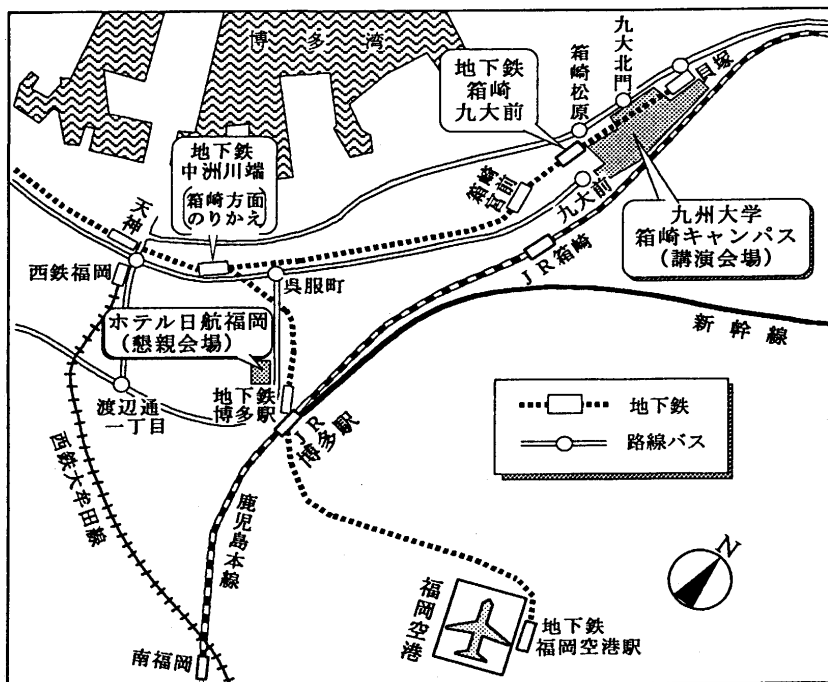 博多湾
九大北門
箱崎松原
貝塚
地下鉄
箱崎
九大前
地下鉄
中洲川端
(箱崎方面
のりかえ)
箱崎
宮前
九大前
九州大学
箱崎キャンパス
(講演会場)
天神
西鉄福岡
呉服町
JR箱崎
新幹線
ホテル日航福岡
(懇親会場)
地下鉄
博多駅
渡辺通
一丁目
JR
博多駅
地下鉄
路線バス
西鉄大牟田線
鹿児島本線
N
福岡空港
地下鉄
福岡空港駅
南福岡